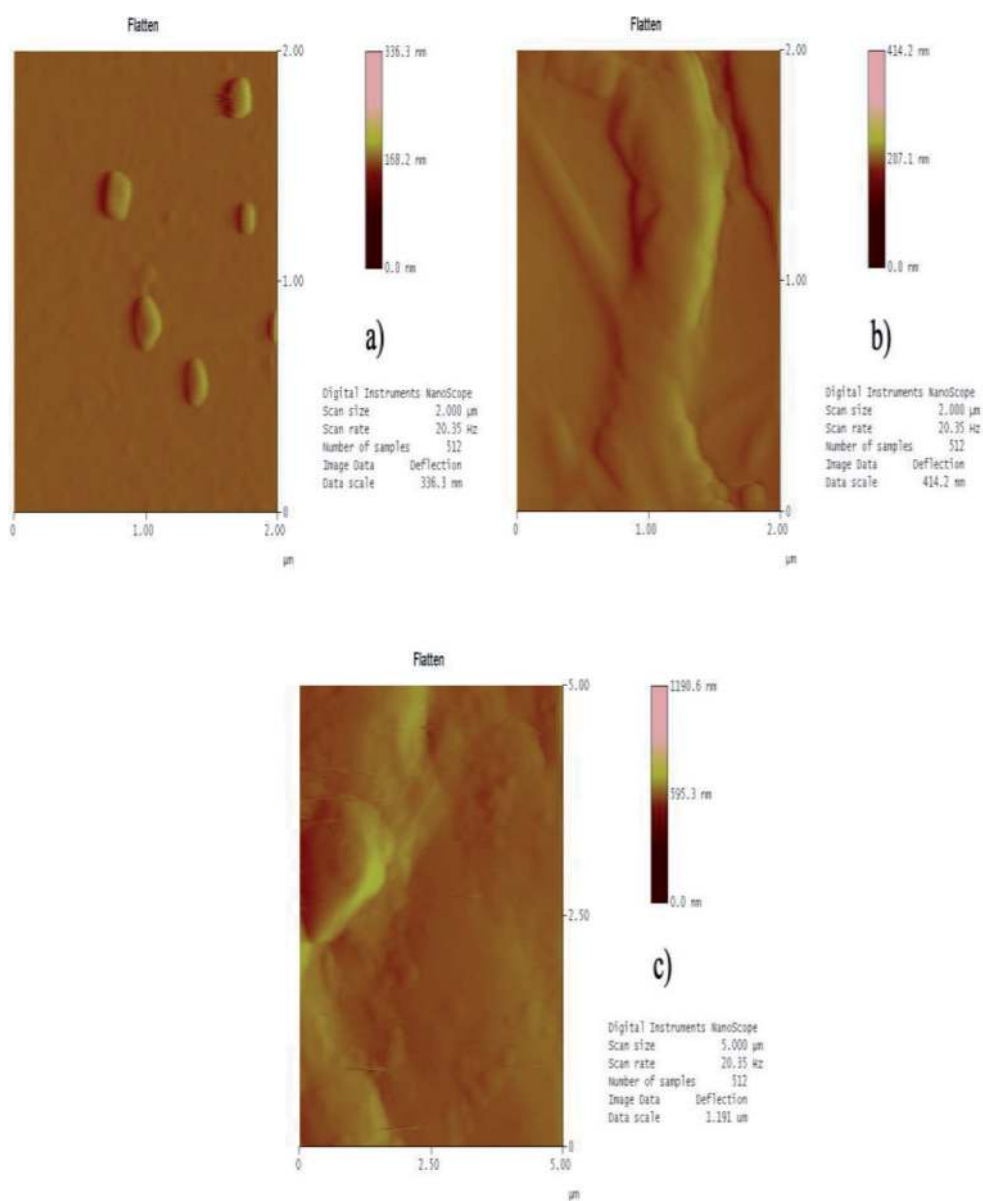 Flatten
2.00
1.00
0
0
1.00
2.00
µm
336.3 nm
168.2 nm
0.0 nm
a)
Digital Instruments NanoScope
Scan size 2.000 µm
Scan rate 20.35 Hz
Number of samples 512
Image Data Deflection
Data scale 336.3 nm
Flatten
2.00
1.00
0
0
1.00
2.00
µm
414.2 nm
207.1 nm
0.0 nm
b)
Digital Instruments NanoScope
Scan size 2.000 µm
Scan rate 20.35 Hz
Number of samples 512
Image Data Deflection
Data scale 414.2 nm
Flatten
5.00
2.50
0
0
2.50
5.00
µm
1190.6 nm
595.3 nm
0.0 nm
c)
Digital Instruments NanoScope
Scan size 5.000 µm
Scan rate 20.35 Hz
Number of samples 512
Image Data Deflection
Data scale 1.191 um